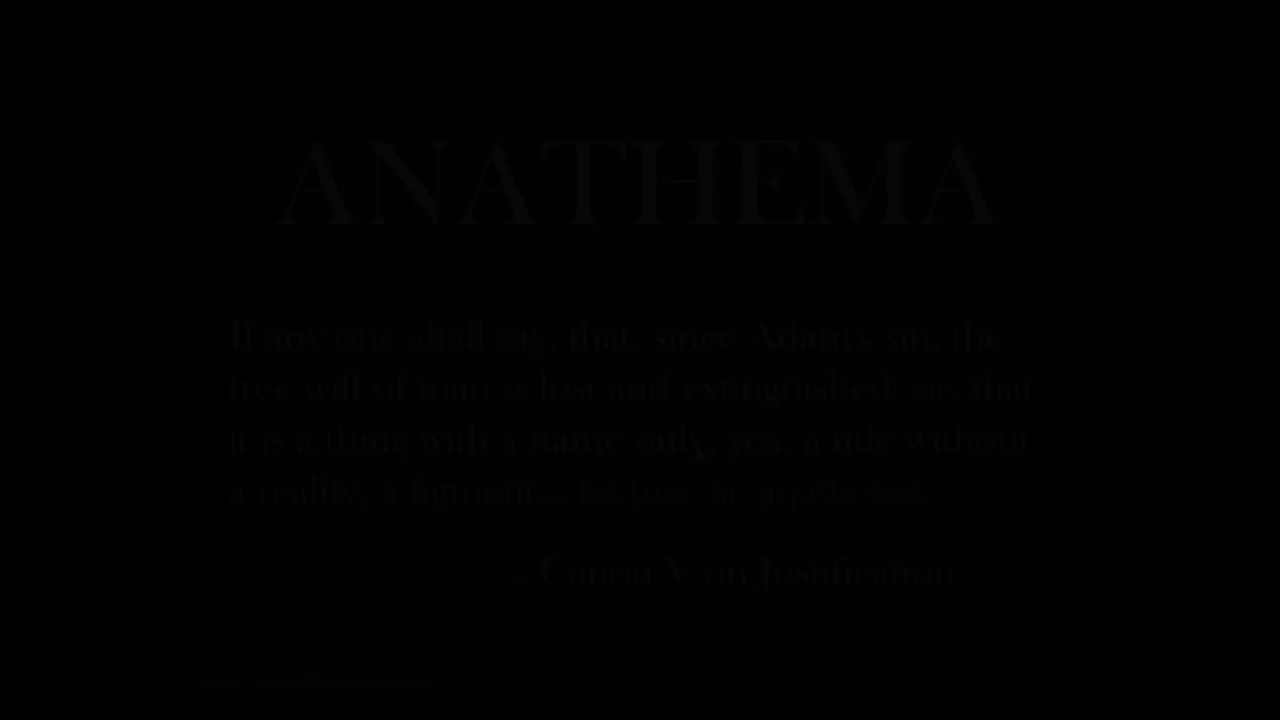 ANATHEMA
If any one shall say, that, since Adam's sin, the
free will of man is lost and extinguished; or, that
it is a thing with a name only, yea, a title without
a reality, a figment... let him be anathema.
- Canon V on Justification